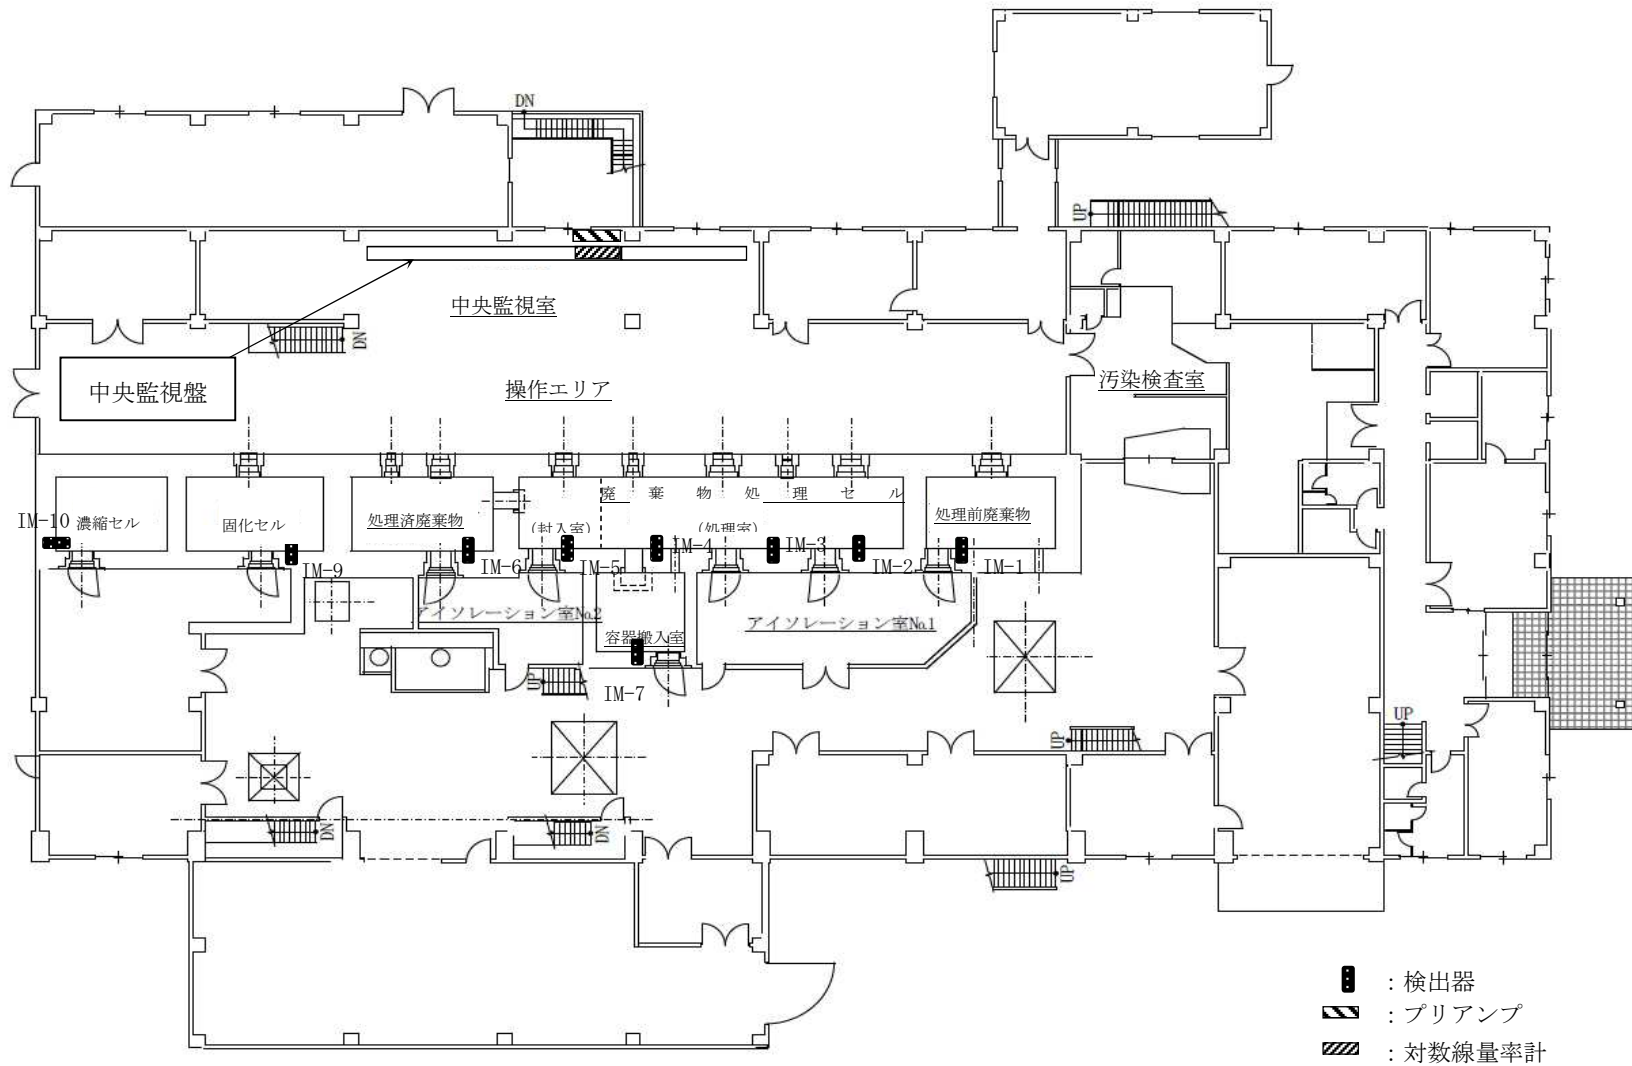 DN
UP
中央監視室
DN
中央監視盤
操作エリア
汚染検査室
廃棄物処理セル
IM-10 濃縮セル
固化セル
処理済廃棄物
(封入室)
(処理室)
処理前廃棄物
IM-9
IM-6
IM-5
IM-4
IM-3
IM-2
IM-1
アイソレーション室No.2
容器搬入室
アイソレーション室No.1
UP
IM-7
UP
UP
DN
DN
UP
:検出器
:プリアンプ
:対数線量率計